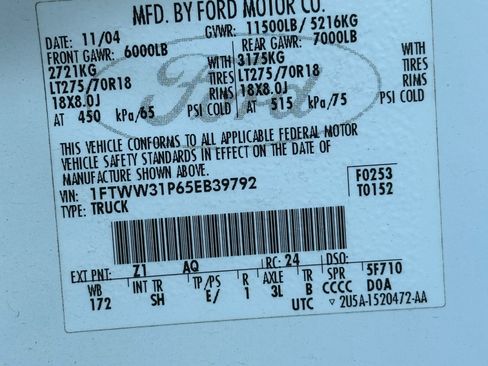 MFD. BY FORD MOTOR CO.
DATE: 11/04 GVWR: 11500LB/ 5216KG
FRONT GAWR: 6000LB REAR GAWR: 7000LB
2721KG WITH 3175KG WITH
LT275/70R18 TIRES LT275/70R18 TIRES
18X8.0J RIMS 18X8.0J RIMS
AT 450 kPa/65 PSI COLD AT 515 kPa/75 PSI COLD
Ford
THIS VEHICLE CONFORMS TO ALL APPLICABLE FEDERAL MOTOR
VEHICLE SAFETY STANDARDS IN EFFECT ON THE DATE OF
MANUFACTURE SHOWN ABOVE.
VIN: 1FTWW31P65EB39792 F0253
TYPE: TRUCK T0152
EXT PNT: Z1 AQ RC: 24 DSO:
WB INT TR TP/PS R AXLE TR SPR 5F710
172 SH E/ 1 3L B CCCC DOA
UTC 2U5A-1520472-AA